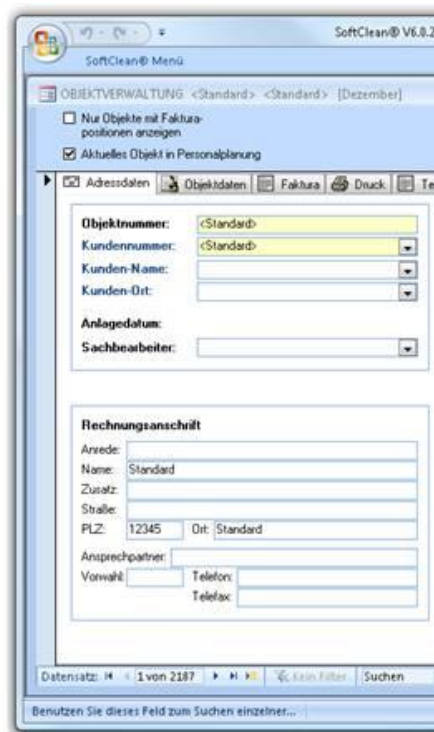 SoftClean® V6.0.2
SoftClean® Menü
OBJEKTVERWALTUNG <Standard> <Standard> [Dezember]
Nur Objekte mit Faktura-
positionen anzeigen
Aktuelles Objekt in Personalplanung
Adressdaten Objektdaten Faktura Druck Te
Objektnummer: <Standard>
Kundennummer: <Standard>
Kunden-Name:
Kunden-Ort:
Anlagedatum:
Sachbearbeiter:
Rechnungsanschrift
Anrede:
Name: Standard
Zusatz:
Straße:
PLZ: 12345 Ort: Standard
Ansprechpartner:
Vorwahl: Telefon:
Telefax:
Datensatz: 1 von 2187 Kein Filter Suchen
Benutzen Sie dieses Feld zum Suchen einzelner...